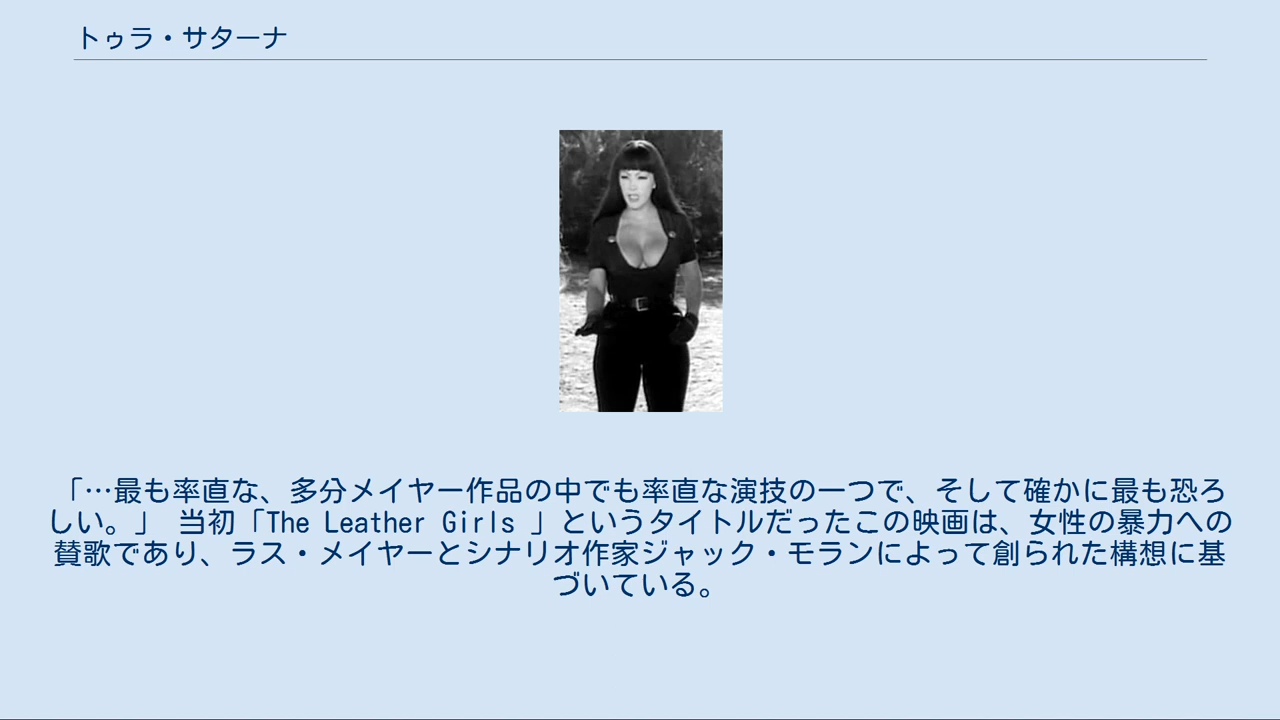 トゥラ・サターナ
「…最も率直な、多分メイヤー作品の中でも率直な演技の一つで、そして確かに最も恐ろ
しい。」 当初「The Leather Girls 」というタイトルだったこの映画は、女性の暴力への
賛歌であり、ラス・メイヤーとシナリオ作家ジャック・モランによって創られた構想に基
づいている。